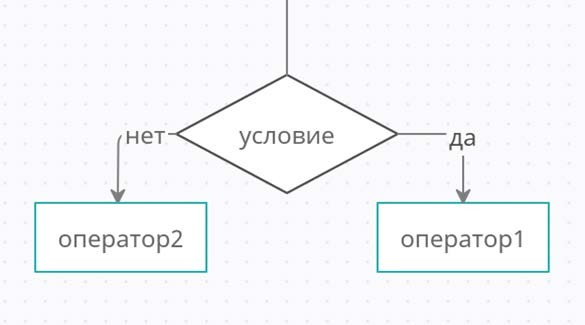 условие
нет
да
оператор2
оператор1